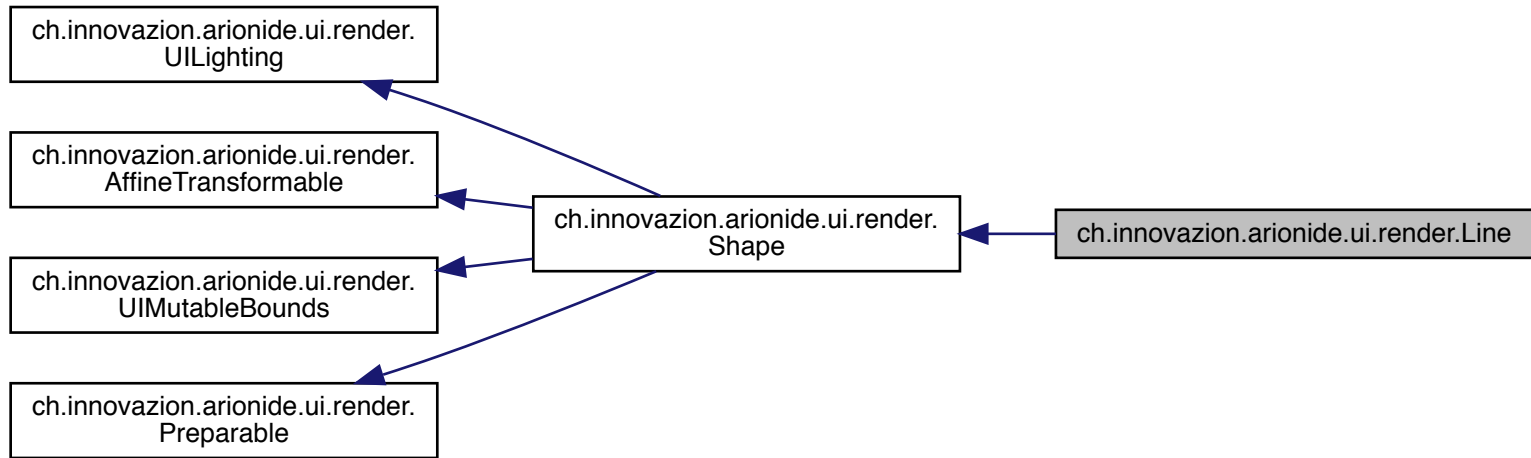 ch.innovazion.arionide.ui.render.
UILighting
ch.innovazion.arionide.ui.render.
AffineTransformable
ch.innovazion.arionide.ui.render.
UIMutableBounds
ch.innovazion.arionide.ui.render.
Preparable
ch.innovazion.arionide.ui.render.
Shape
ch.innovazion.arionide.ui.render.Line